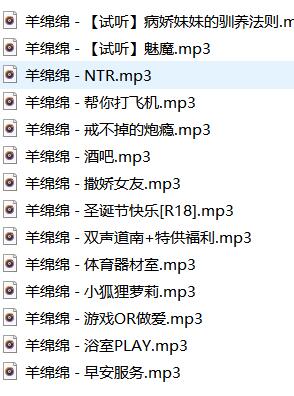 羊绵绵 - 【试听】病娇妹妹的驯养法则.m
羊绵绵 - 【试听】魅魔.mp3
羊绵绵 - NTR.mp3
羊绵绵 - 帮你打飞机.mp3
羊绵绵 - 戒不掉的炮瘾.mp3
羊绵绵 - 酒吧.mp3
羊绵绵 - 撒娇女友.mp3
羊绵绵 - 圣诞节快乐[R18].mp3
羊绵绵 - 双声道南+特供福利.mp3
羊绵绵 - 体育器材室.mp3
羊绵绵 - 小狐狸萝莉.mp3
羊绵绵 - 游戏OR做爱.mp3
羊绵绵 - 浴室PLAY.mp3
羊绵绵 - 早安服务.mp3